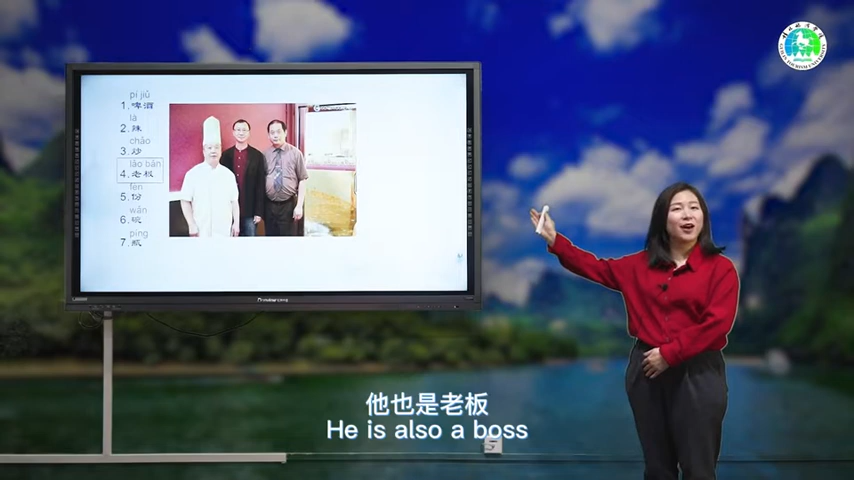 pí jiǔ
1.啤酒
là
2.辣
chǎo
3.炒
lǎo bǎn
4.老板
fèn
5.份
wǎn
6.碗
píng
7.瓶
他也是老板
He is also a boss